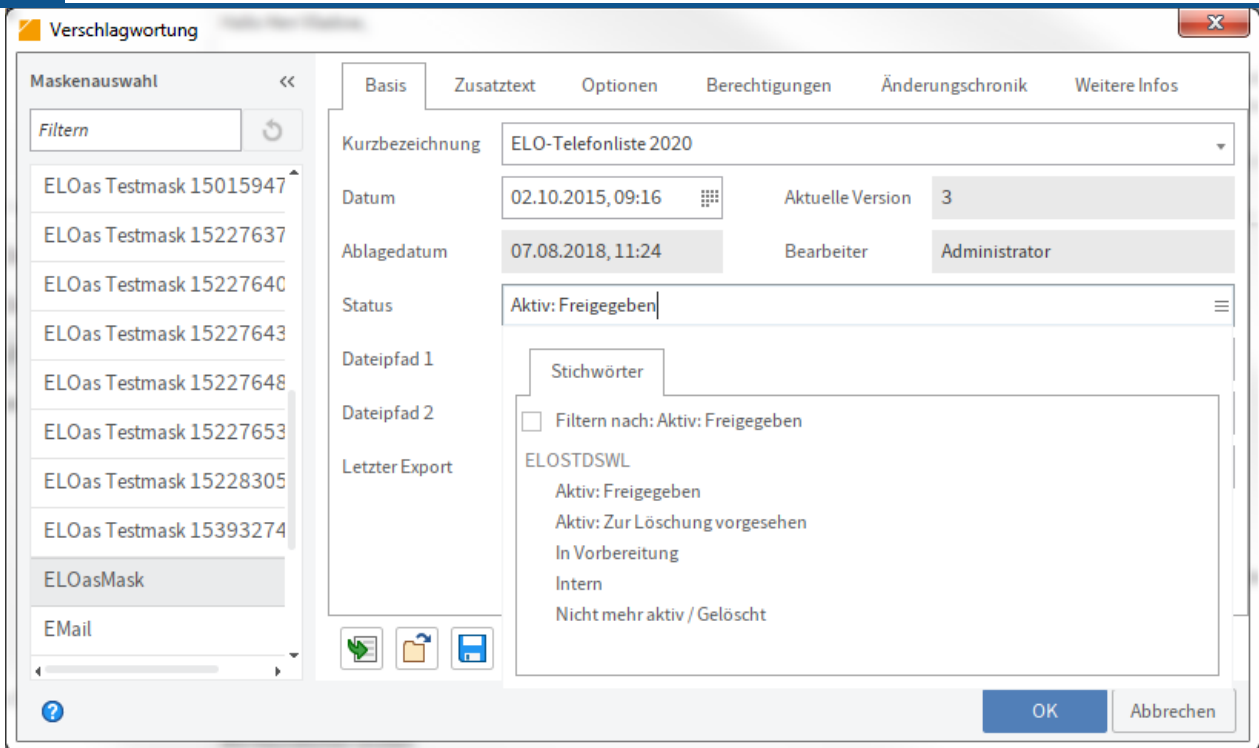 Verschlagwortung
Maskenauswahl <<
Filtern
ELOas Testmask 15015947
ELOas Testmask 15227637
ELOas Testmask 15227640
ELOas Testmask 15227643
ELOas Testmask 15227648
ELOas Testmask 15227653
ELOas Testmask 15228305
ELOas Testmask 15393274
ELOasMask
EMail
Basis Zusatztext Optionen Berechtigungen Änderungschronik Weitere Infos
Kurzbezeichnung ELO-Telefonliste 2020
Datum 02.10.2015, 09:16 Aktuelle Version 3
Ablagedatum 07.08.2018, 11:24 Bearbeiter Administrator
Status Aktiv: Freigegeben
Dateipfad 1
Dateipfad 2
Letzter Export
Stichwörter
Filtern nach: Aktiv: Freigegeben
ELOSTDSWL
Aktiv: Freigegeben
Aktiv: Zur Löschung vorgesehen
In Vorbereitung
Intern
Nicht mehr aktiv / Gelöscht
? OK Abbrechen